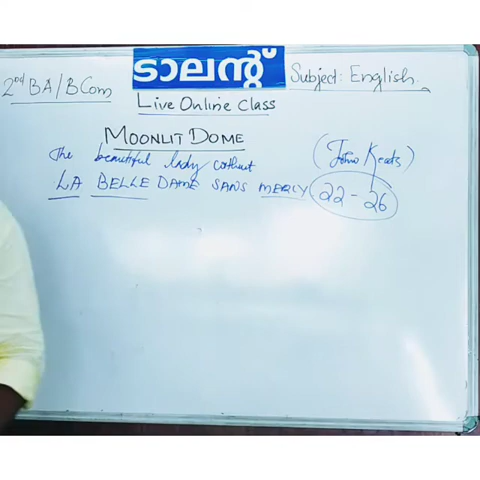 2nd BA/BCom
ടാലന്റ്
Subject: English.
Live Online Class
MOONLIT DOME
The beautiful lady without
(John Keats)
LA BELLE DAME SANS MERCY 22-26